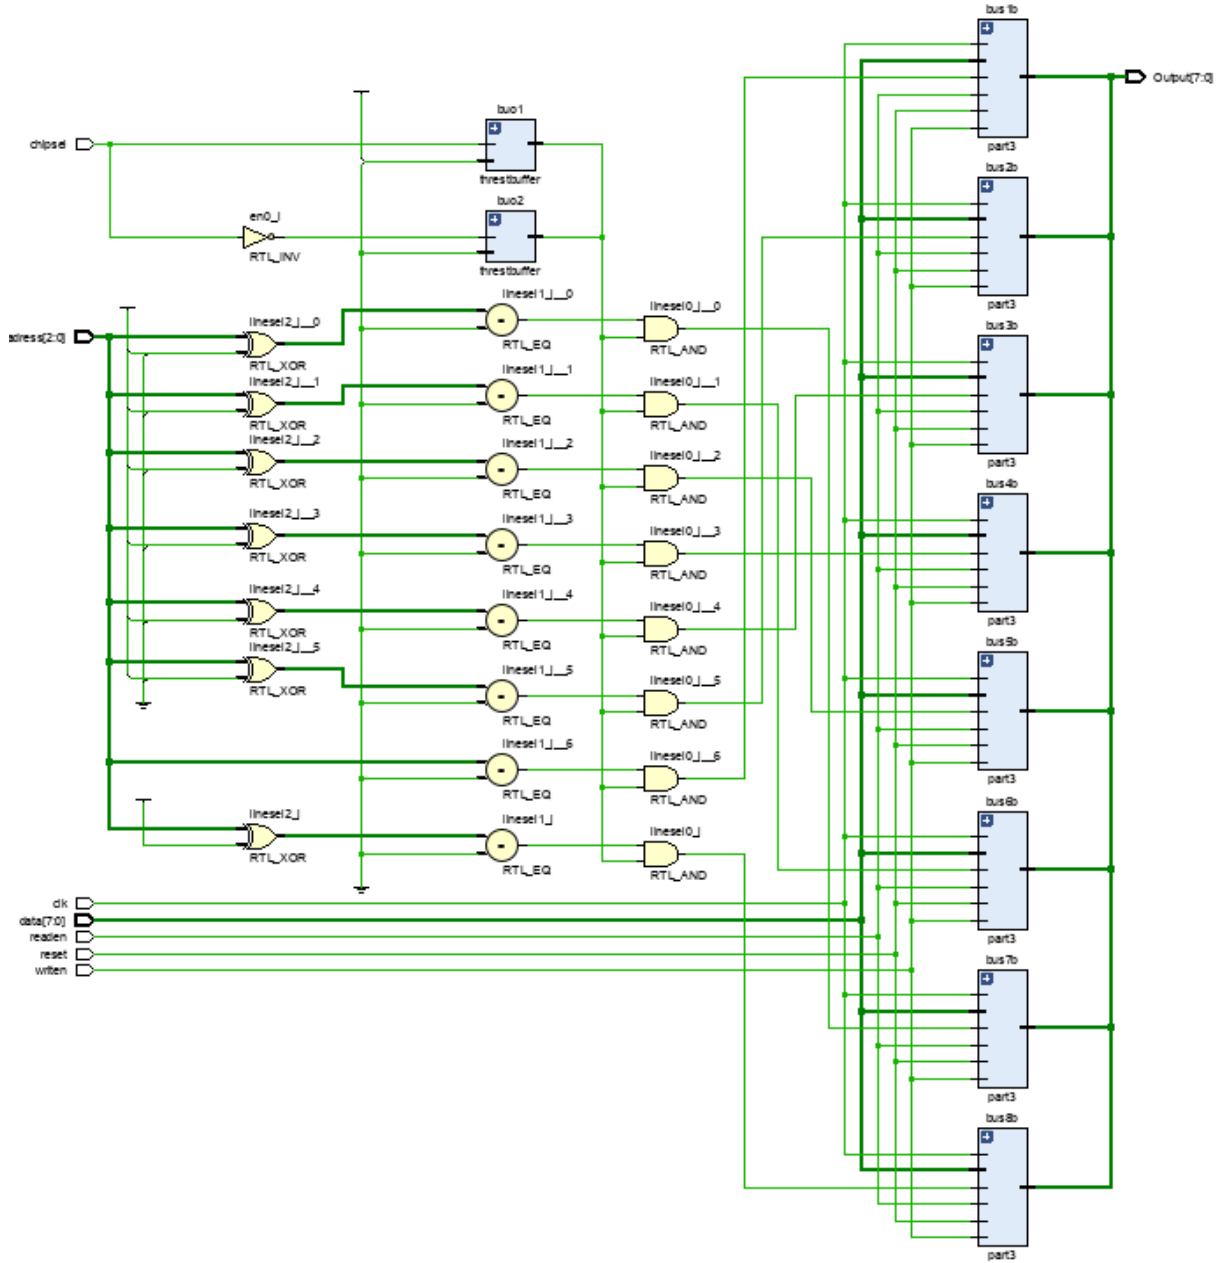 bus1b
Output[7:0]
part3
buo1
chipsel
threstbuffer
bus2b
buo2
en0_i
RTL_INV
threstbuffer
part3
linesel1_i__0
linesel0_i__0
linesel2_i__0
adress[2:0]
RTL_EQ
RTL_AND
RTL_XOR
bus3b
linesel1_i__1
linesel2_i__1
linesel0_i__1
RTL_EQ
RTL_AND
RTL_XOR
linesel2_i__2
linesel1_i__2
linesel0_i__2
part3
RTL_XOR
RTL_EQ
RTL_AND
bus4b
linesel2_i__3
linesel1_i__3
linesel0_i__3
RTL_XOR
RTL_EQ
RTL_AND
linesel2_i__4
linesel1_i__4
linesel0_i__4
part3
RTL_XOR
RTL_EQ
RTL_AND
linesel2_i__5
bus5b
linesel1_i__5
linesel0_i__5
RTL_XOR
RTL_EQ
RTL_AND
linesel1_i__6
linesel0_i__6
part3
RTL_EQ
RTL_AND
bus6b
linesel2_i
linesel1_i
linesel0_i
RTL_XOR
RTL_EQ
RTL_AND
clk
data[7:0]
readen
reset
writen
part3
bus7b
part3
bus8b
part3